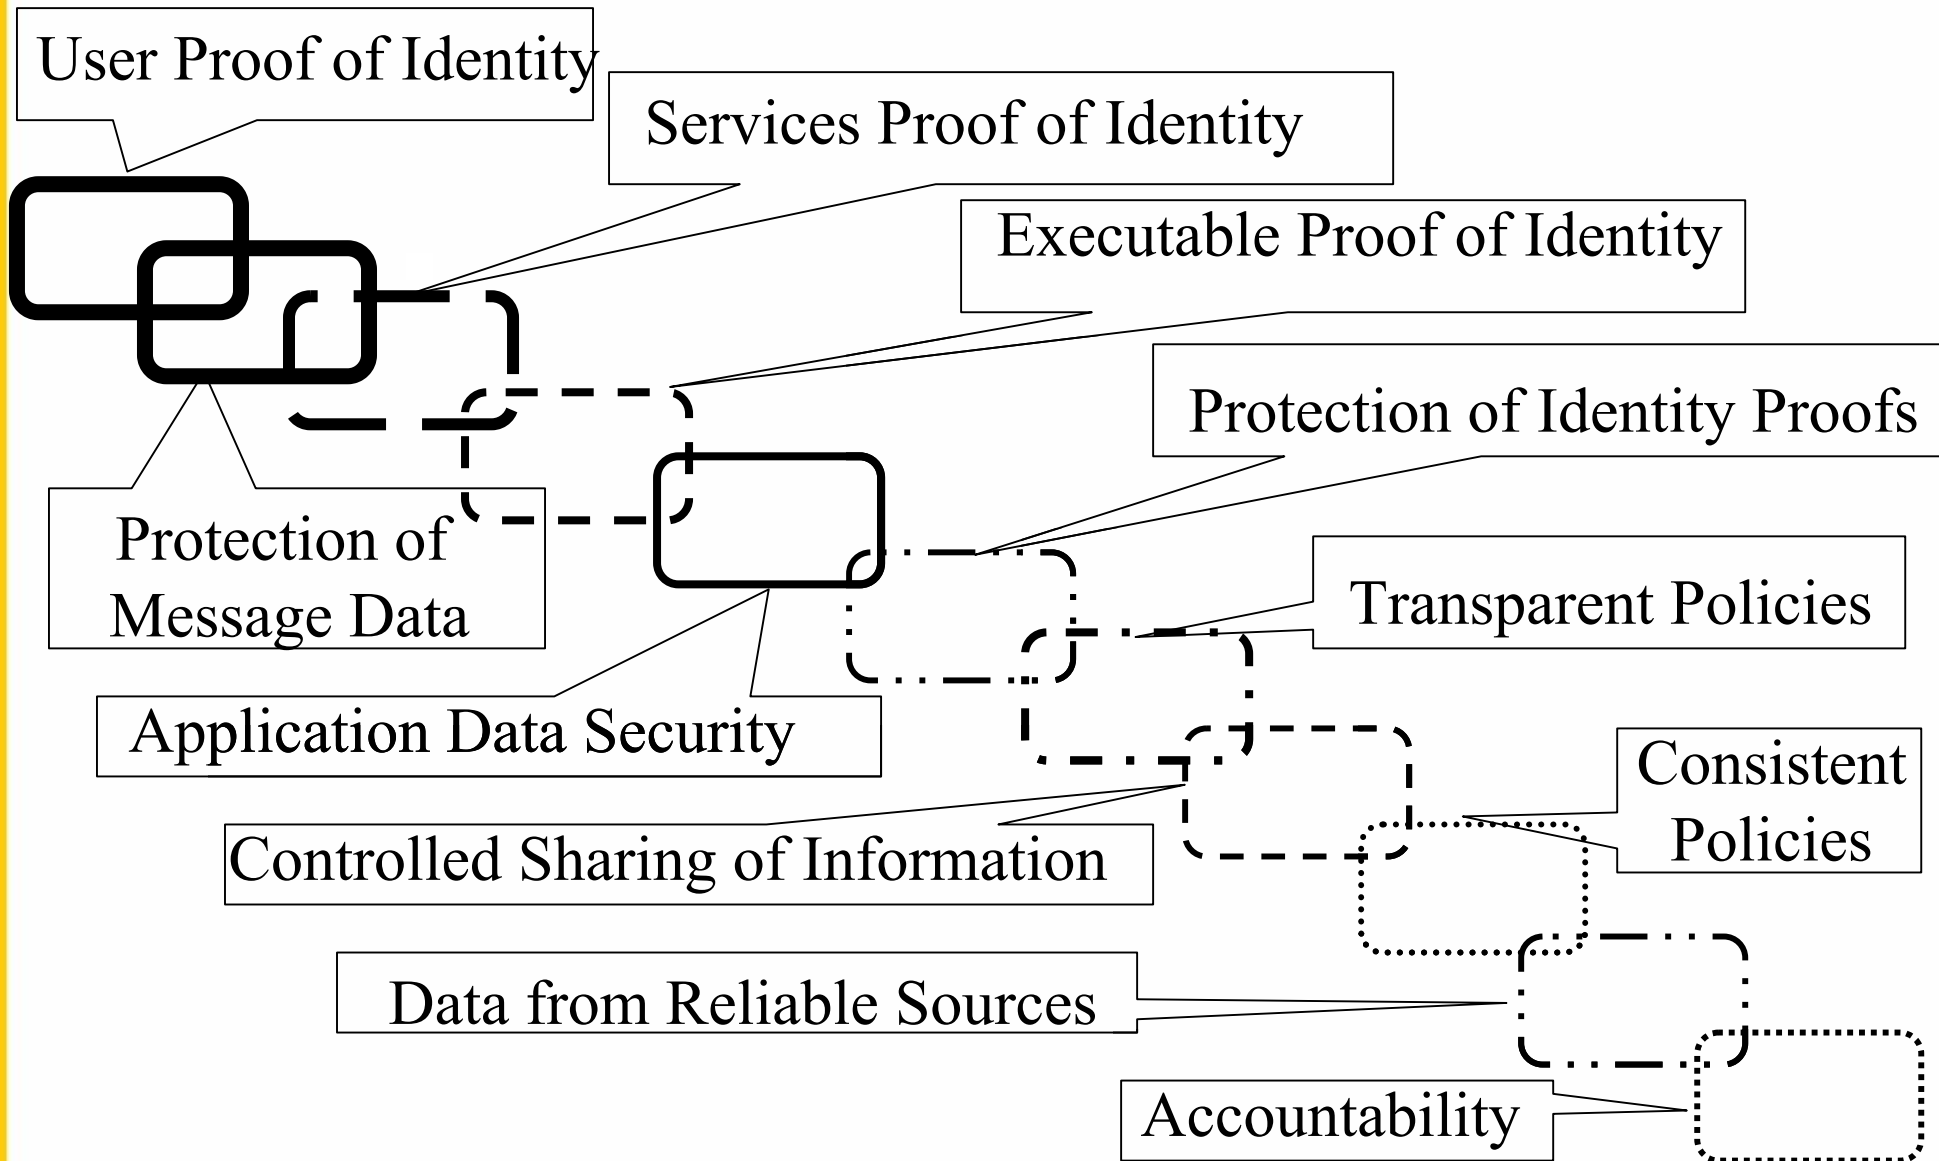 User Proof of Identity
Services Proof of Identity
Executable Proof of Identity
Protection of Identity Proofs
Protection of
Message Data
Transparent Policies
Application Data Security
Consistent
Policies
Controlled Sharing of Information
Data from Reliable Sources
Accountability